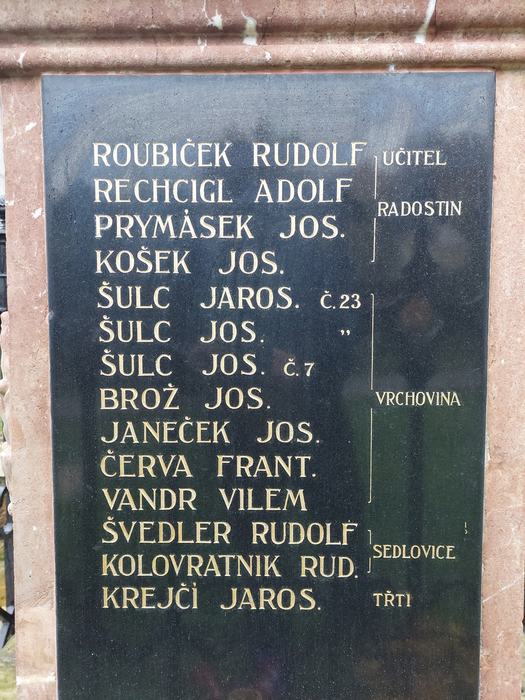 ROUBIČEK RUDOLF UČITEL
RECHCIGL ADOLF
RADOSTIN
PRYMÁSEK JOS.
KOŠEK JOS.
ŠULC JAROS. Č.23
ŠULC JOS. „
ŠULC JOS. Č.7
BROŽ JOS. VRCHOVINA
JANEČEK JOS.
ČERVA FRANT.
VANDR VILEM
ŠVEDLER RUDOLF
SEDLOVICE
KOLOVRATNIK RUD.
KREJČÍ JAROS. TŘTI